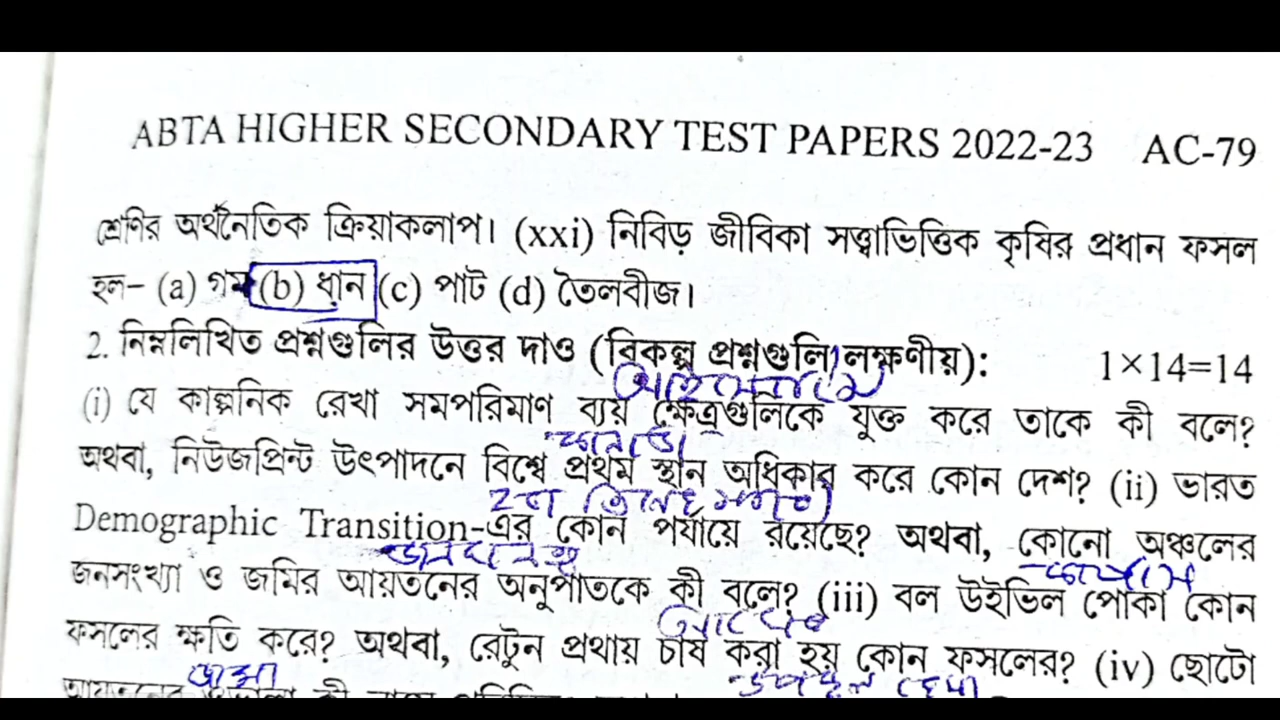 ABTA HIGHER SECONDARY TEST PAPERS 2022-23 AC-79
শ্রেণির অর্থনৈতিক ক্রিয়াকলাপ। (xxi) নিবিড় জীবিকা সত্ত্বাভিত্তিক কৃষির প্রধান ফসল
হল- (a) গম (b) ধান (c) পাট (d) তৈলবীজ।
2. নিম্নলিখিত প্রশ্নগুলির উত্তর দাও (বিকল্প প্রশ্নগুলি লক্ষণীয়): 1×14=14
(i) যে কাল্পনিক রেখা সমপরিমাণ ব্যয় ক্ষেত্রগুলিকে যুক্ত করে তাকে কী বলে?
কানাডা
অথবা, নিউজপ্রিন্ট উৎপাদনে বিশ্বে প্রথম স্থান অধিকার করে কোন দেশ? (ii) ভারত
Demographic Transition-এর কোন পর্যায়ে রয়েছে? অথবা, কোনো অঞ্চলের
জনঘনত্ব
জনসংখ্যা ও জমির আয়তনের অনুপাতকে কী বলে? (iii) বল উইভিল পোকা কোন
ফসলের ক্ষতি করে? অথবা, রেটুন প্রথায় চাষ করা হয় কোন ফসলের? (iv) ছোটো